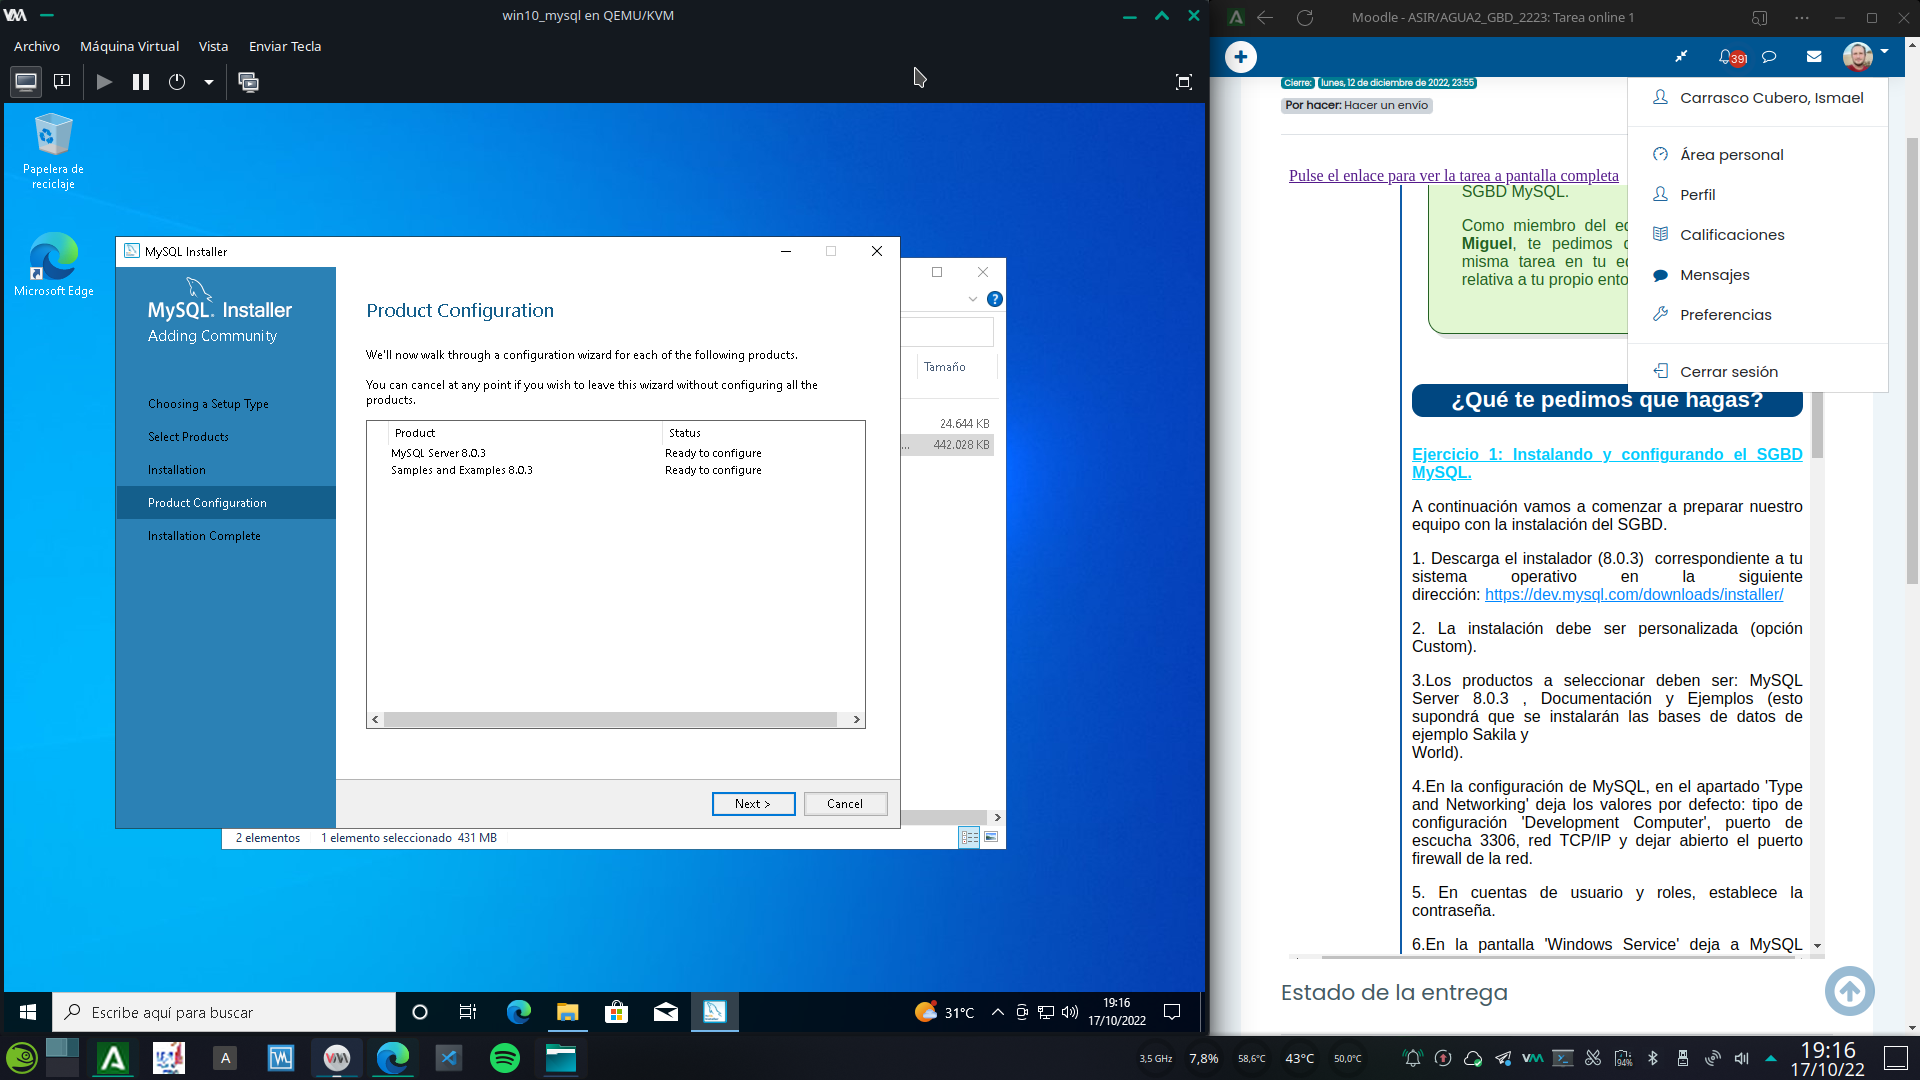 win10_mysql en QEMU/KVM
Archivo Máquina Virtual Vista Enviar Tecla
Papelera de
reciclaje
Microsoft Edge
MySQL Installer
MySQL. Installer
Adding Community
Choosing a Setup Type
Select Products
Installation
Product Configuration
Installation Complete
Product Configuration
We'll now walk through a configuration wizard for each of the following products.
You can cancel at any point if you wish to leave this wizard without configuring all the
products.
Product Status
MySQL Server 8.0.3 Ready to configure
Samples and Examples 8.0.3 Ready to configure
Next > Cancel
Tamaño
24.644 KB
... 442.028 KB
2 elementos 1 elemento seleccionado 431 MB
Escribe aquí para buscar
31°C
19:16
17/10/2022
Moodle - ASIR/AGUA2_GBD_2223: Tarea online 1
391
Cierre: lunes, 12 de diciembre de 2022, 23:55
Por hacer: Hacer un envío
Carrasco Cubero, Ismael
Área personal
Perfil
Calificaciones
Mensajes
Preferencias
Cerrar sesión
Pulse el enlace para ver la tarea a pantalla completa
SGBD MySQL.
Como miembro del e
Miguel, te pedimos
misma tarea en tu e
relativa a tu propio ento
¿Qué te pedimos que hagas?
Ejercicio 1: Instalando y configurando el SGBD
MySQL.
A continuación vamos a comenzar a preparar nuestro
equipo con la instalación del SGBD.
1. Descarga el instalador (8.0.3) correspondiente a tu
sistema operativo en la siguiente
dirección: https://dev.mysql.com/downloads/installer/
2. La instalación debe ser personalizada (opción
Custom).
3.Los productos a seleccionar deben ser: MySQL
Server 8.0.3 , Documentación y Ejemplos (esto
supondrá que se instalarán las bases de datos de
ejemplo Sakila y
World).
4.En la configuración de MySQL, en el apartado 'Type
and Networking' deja los valores por defecto: tipo de
configuración 'Development Computer', puerto de
escucha 3306, red TCP/IP y dejar abierto el puerto
firewall de la red.
5. En cuentas de usuario y roles, establece la
contraseña.
6.En la pantalla 'Windows Service' deja a MySQL
Estado de la entrega
3,5 GHz 7,8% 58,6°C 43°C 50,0°C
94%
19:16
17/10/22